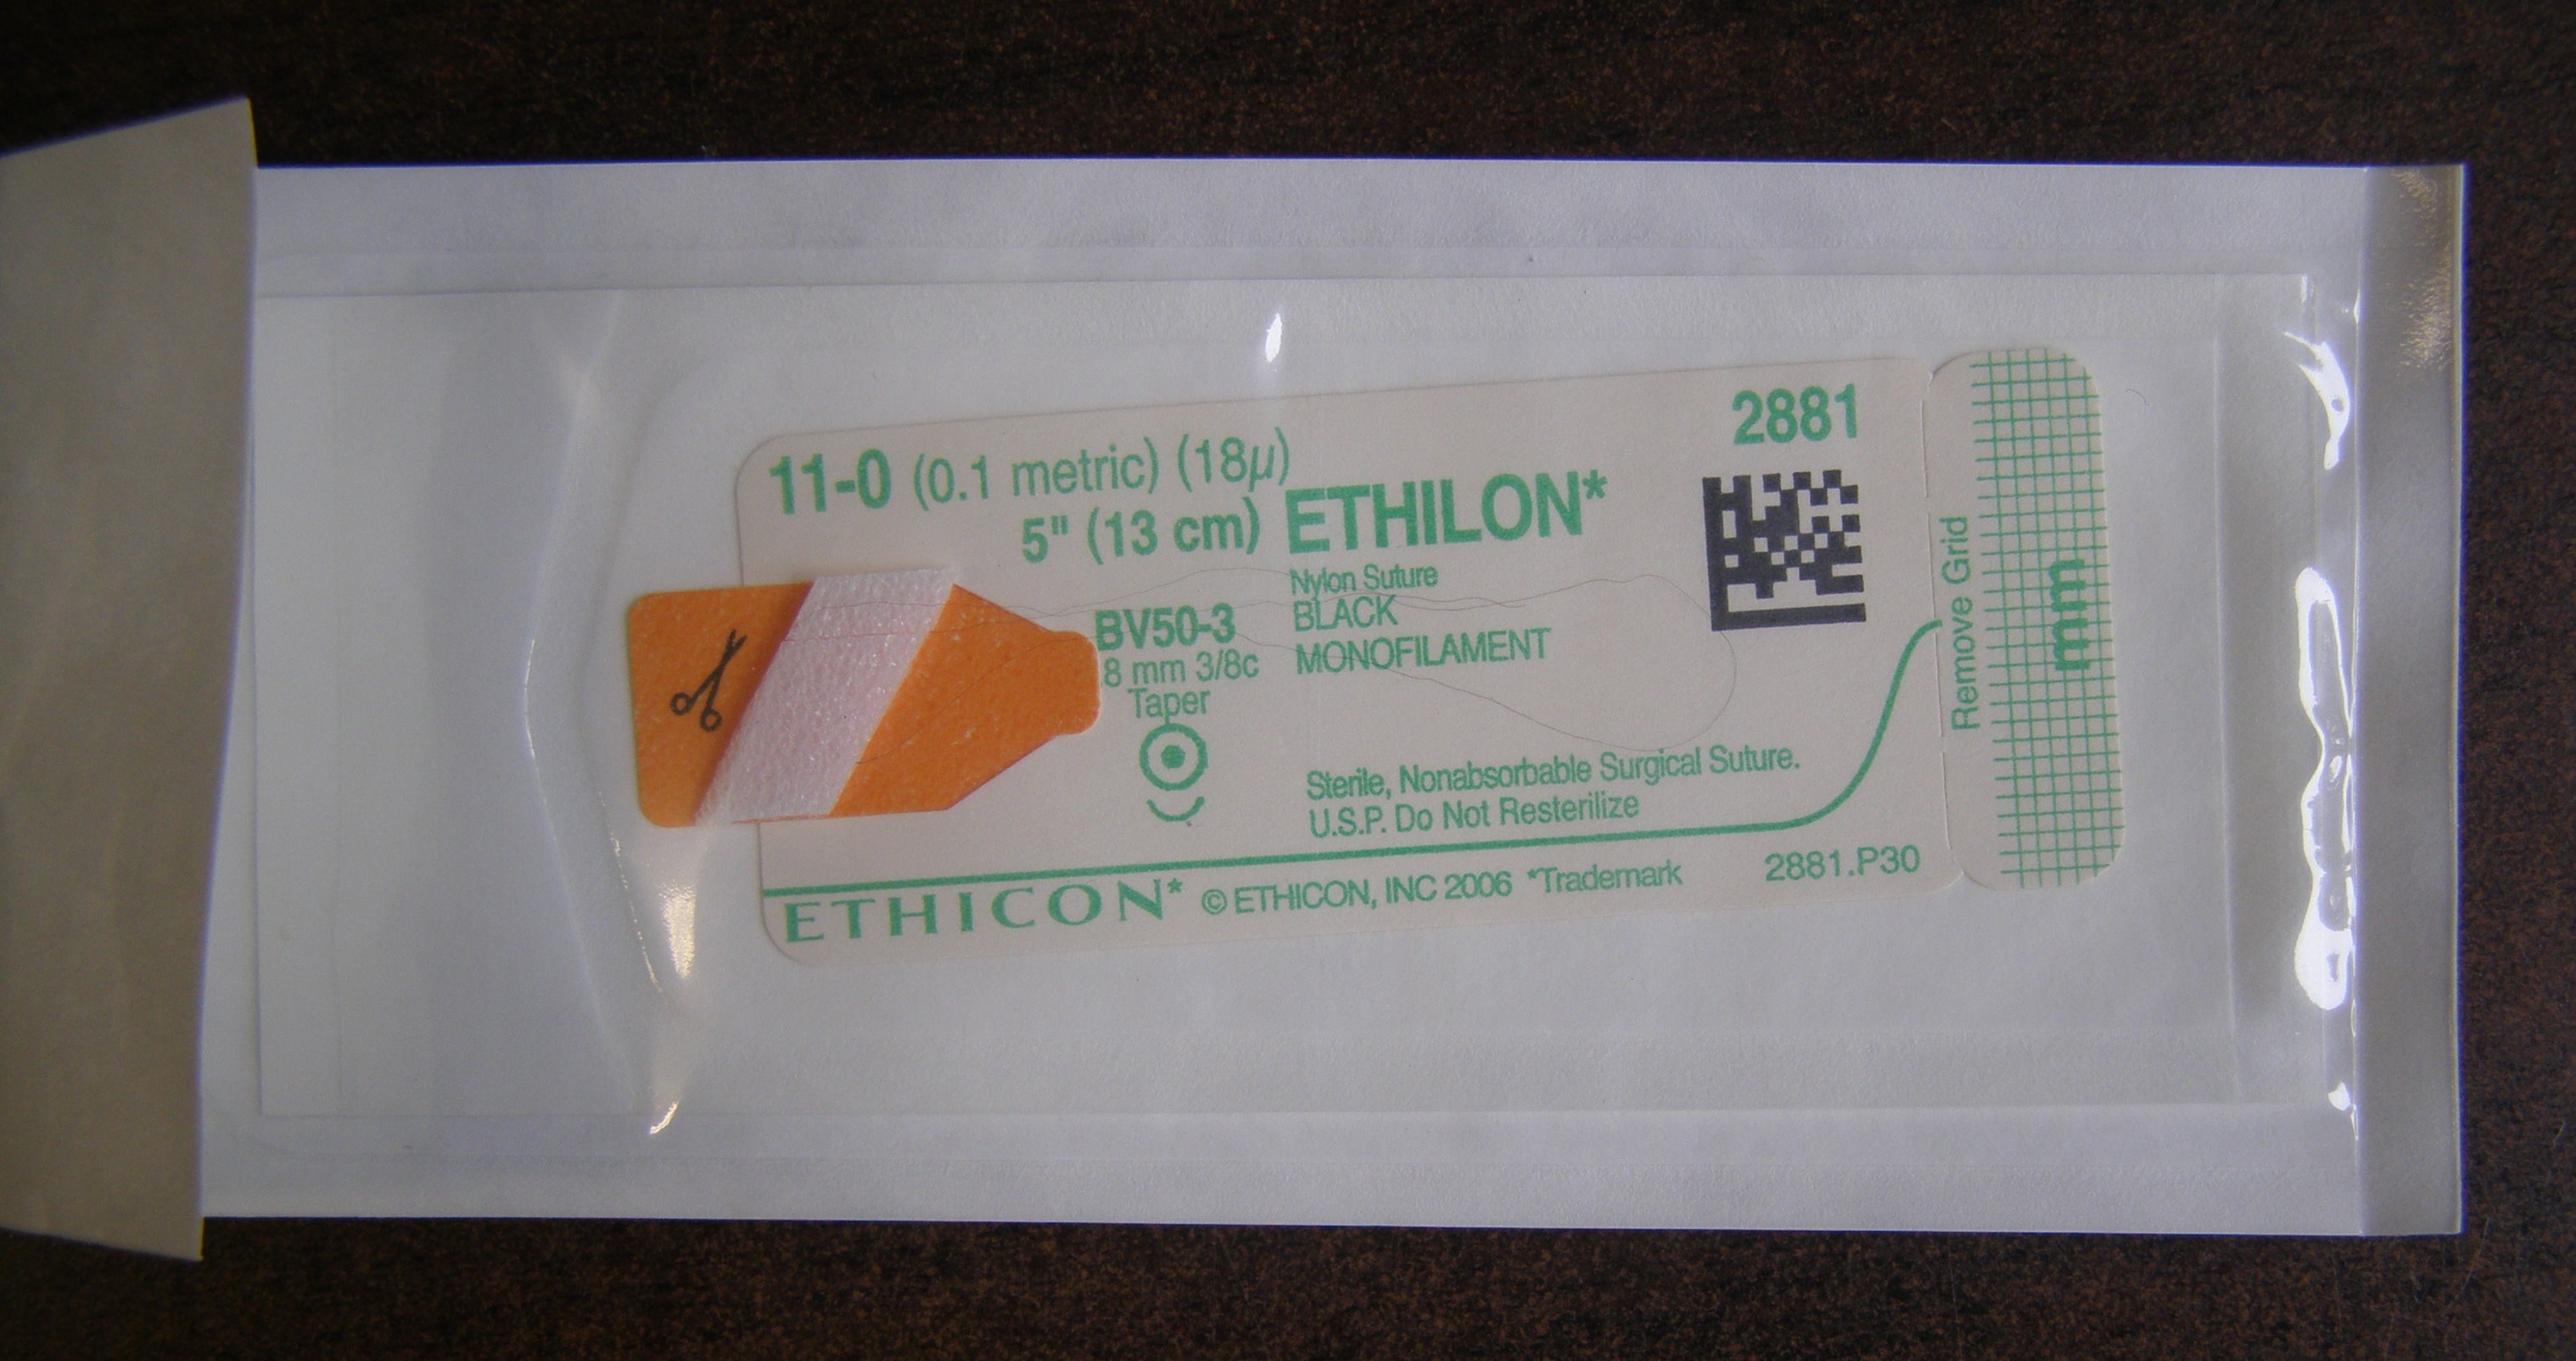 2881
11-0 (0.1 metric) (18µ)
5" (13 cm) ETHILON*
Nylon Suture
BLACK
MONOFILAMENT
BV50-3
8 mm 3/8c
Taper
Sterile, Nonabsorbable Surgical Suture.
U.S.P. Do Not Resterilize
ETHICON* © ETHICON, INC 2006 *Trademark 2881.P30
Remove Grid
mm